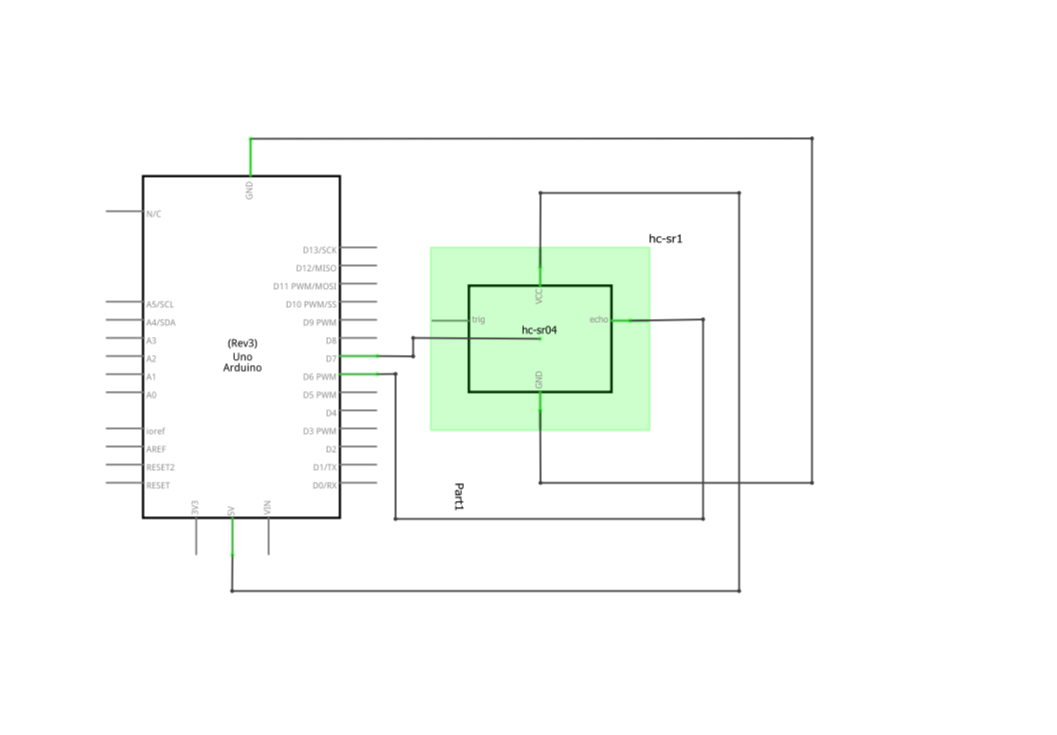 GND
N/C
D13/SCK
D12/MISO
D11 PWM/MOSI
A5/SCL
D10 PWM/SS
A4/SDA
D9 PWM
A3
D8
A2
D7
A1
D6 PWM
A0
D5 PWM
D4
ioref
D3 PWM
AREF
D2
RESET2
D1/TX
RESET
D0/RX
(Rev3)
Uno
Arduino
3V3
5V
VIN
hc-sr1
VCC
trig
echo
hc-sr04
GND
Part1